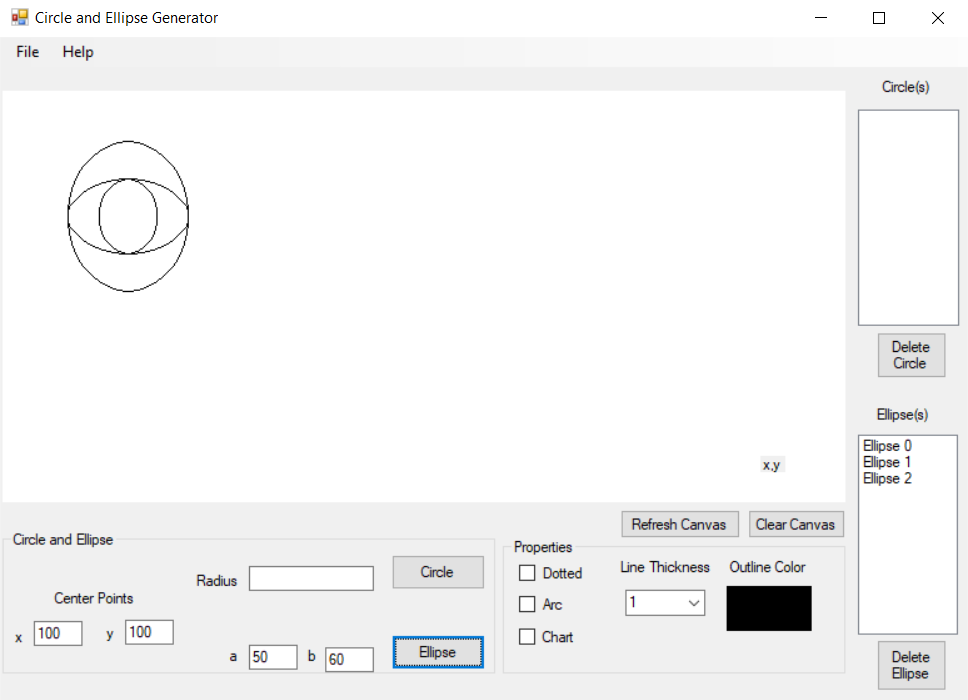 Circle and Ellipse Generator
File Help
Circle(s)
Delete
Circle
Ellipse(s)
Ellipse 0
Ellipse 1
Ellipse 2
x,y
Refresh Canvas Clear Canvas
Circle and Ellipse
Radius
Circle
Center Points
x 100 y 100
a 50 b 60
Ellipse
Properties
Dotted
Arc
Chart
Line Thickness
1
Outline Color
Delete
Ellipse